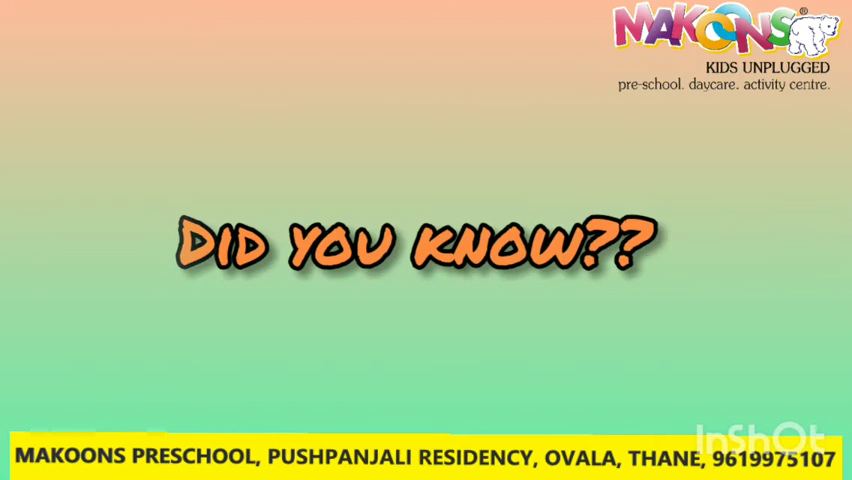 MAKOONS®
KIDS UNPLUGGED
pre-school. daycare. activity centre.
DID YOU KNOW??
InShOt
MAKOONS PRESCHOOL, PUSHPANJALI RESIDENCY, OVALA, THANE, 9619975107